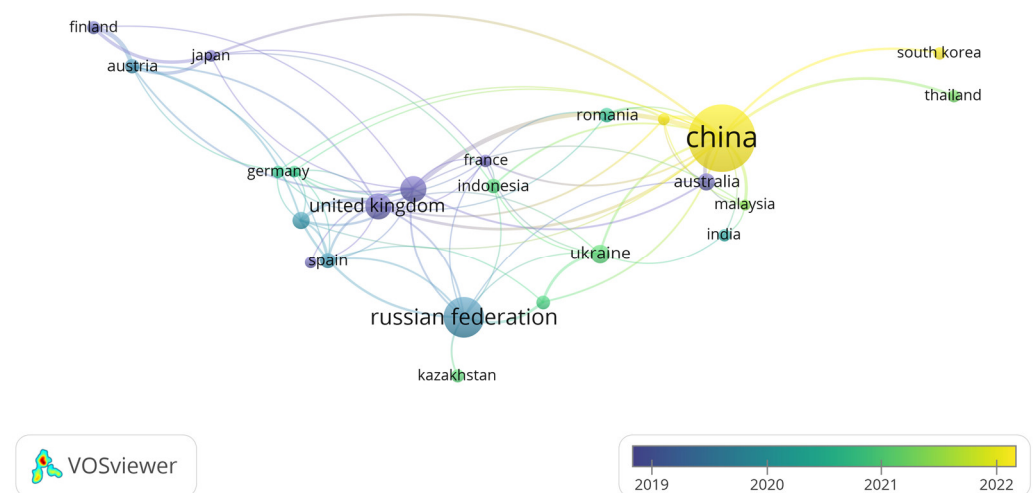 finland
japan
south korea
austria
thailand
romania
china
france
germany
australia
indonesia
united kingdom
malaysia
india
ukraine
spain
russian federation
kazakhstan
VOSviewer
2019
2020
2021
2022